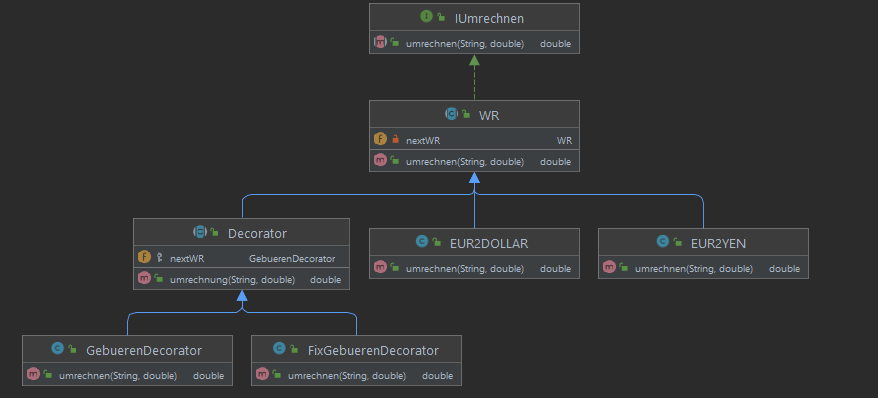 IUmrechnen
umrechnen(String, double) double
WR
nextWR WR
umrechnen(String, double) double
Decorator
nextWR GebuerenDecorator
umrechnung(String, double) double
EUR2DOLLAR
umrechnen(String, double) double
EUR2YEN
umrechnen(String, double) double
GebuerenDecorator
umrechnen(String, double) double
FixGebuerenDecorator
umrechnen(String, double) double